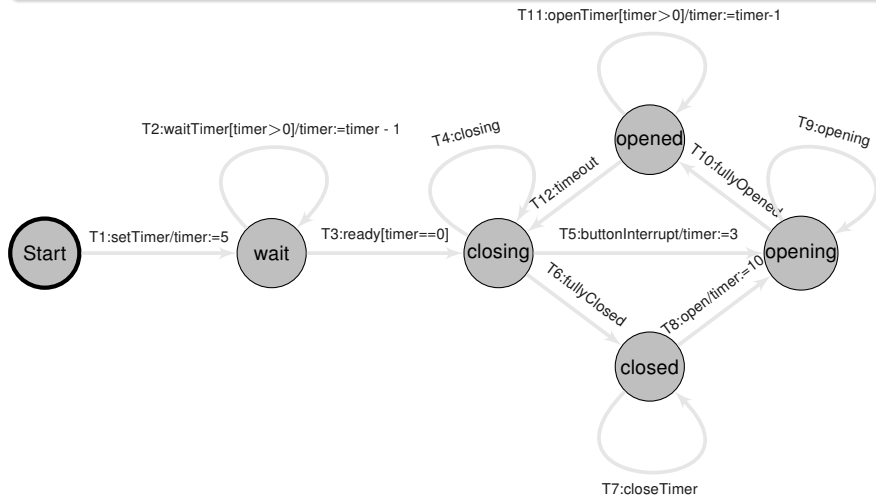 T11:openTimer[timer>0]/timer:=timer-1
T2:waitTimer[timer>0]/timer:=timer - 1
T4:closing
opened
T9:opening
T12:timeout
T10:fullyOpened
Start
T1:setTimer/timer:=5
wait
T3:ready[timer==0]
closing
T5:buttonInterrupt/timer:=3
opening
T6:fullyClosed
T8:open/timer:=10
closed
T7:closeTimer